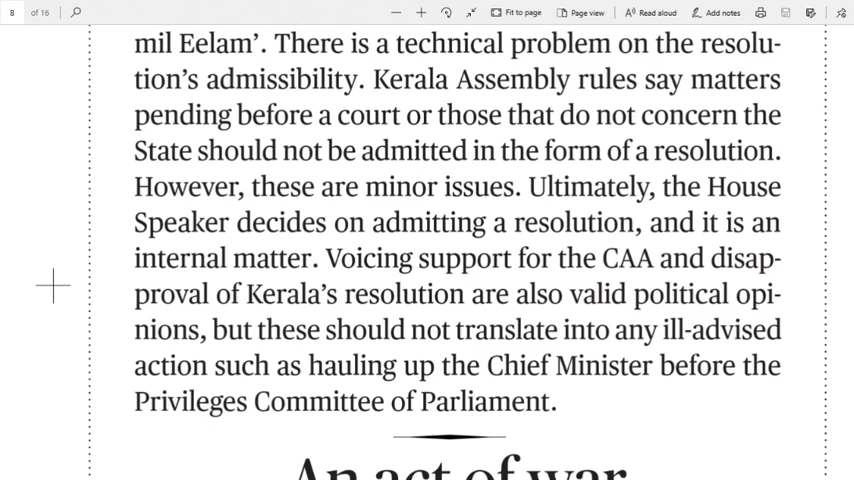 8 of 16 Fit to page Page view Read aloud Add notes
mil Eelam’. There is a technical problem on the resolu-
tion’s admissibility. Kerala Assembly rules say matters
pending before a court or those that do not concern the
State should not be admitted in the form of a resolution.
However, these are minor issues. Ultimately, the House
Speaker decides on admitting a resolution, and it is an
internal matter. Voicing support for the CAA and disap-
proval of Kerala’s resolution are also valid political opi-
nions, but these should not translate into any ill-advised
action such as hauling up the Chief Minister before the
Privileges Committee of Parliament.
An act of war